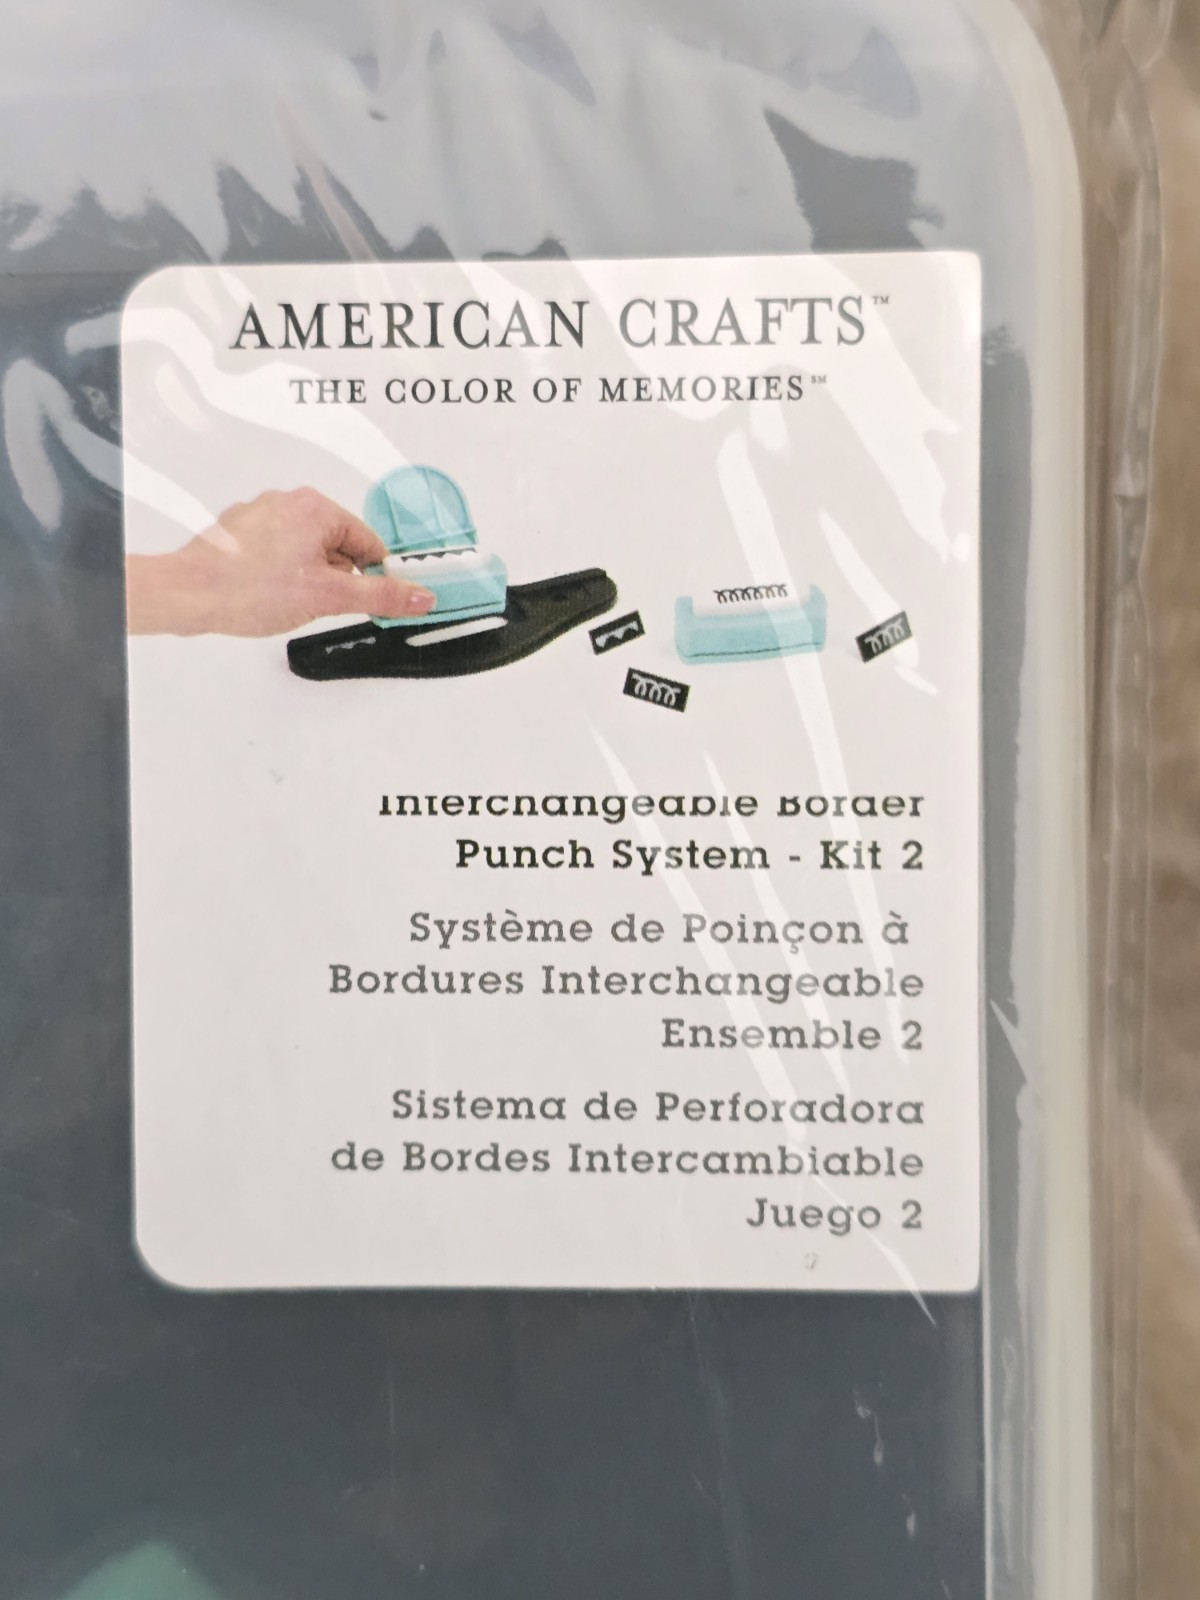 AMERICAN CRAFTS™
THE COLOR OF MEMORIES℠
Interchangeable Border
Punch System - Kit 2
Système de Poinçon à
Bordures Interchangeable
Ensemble 2
Sistema de Perforadora
de Bordes Intercambiable
Juego 2